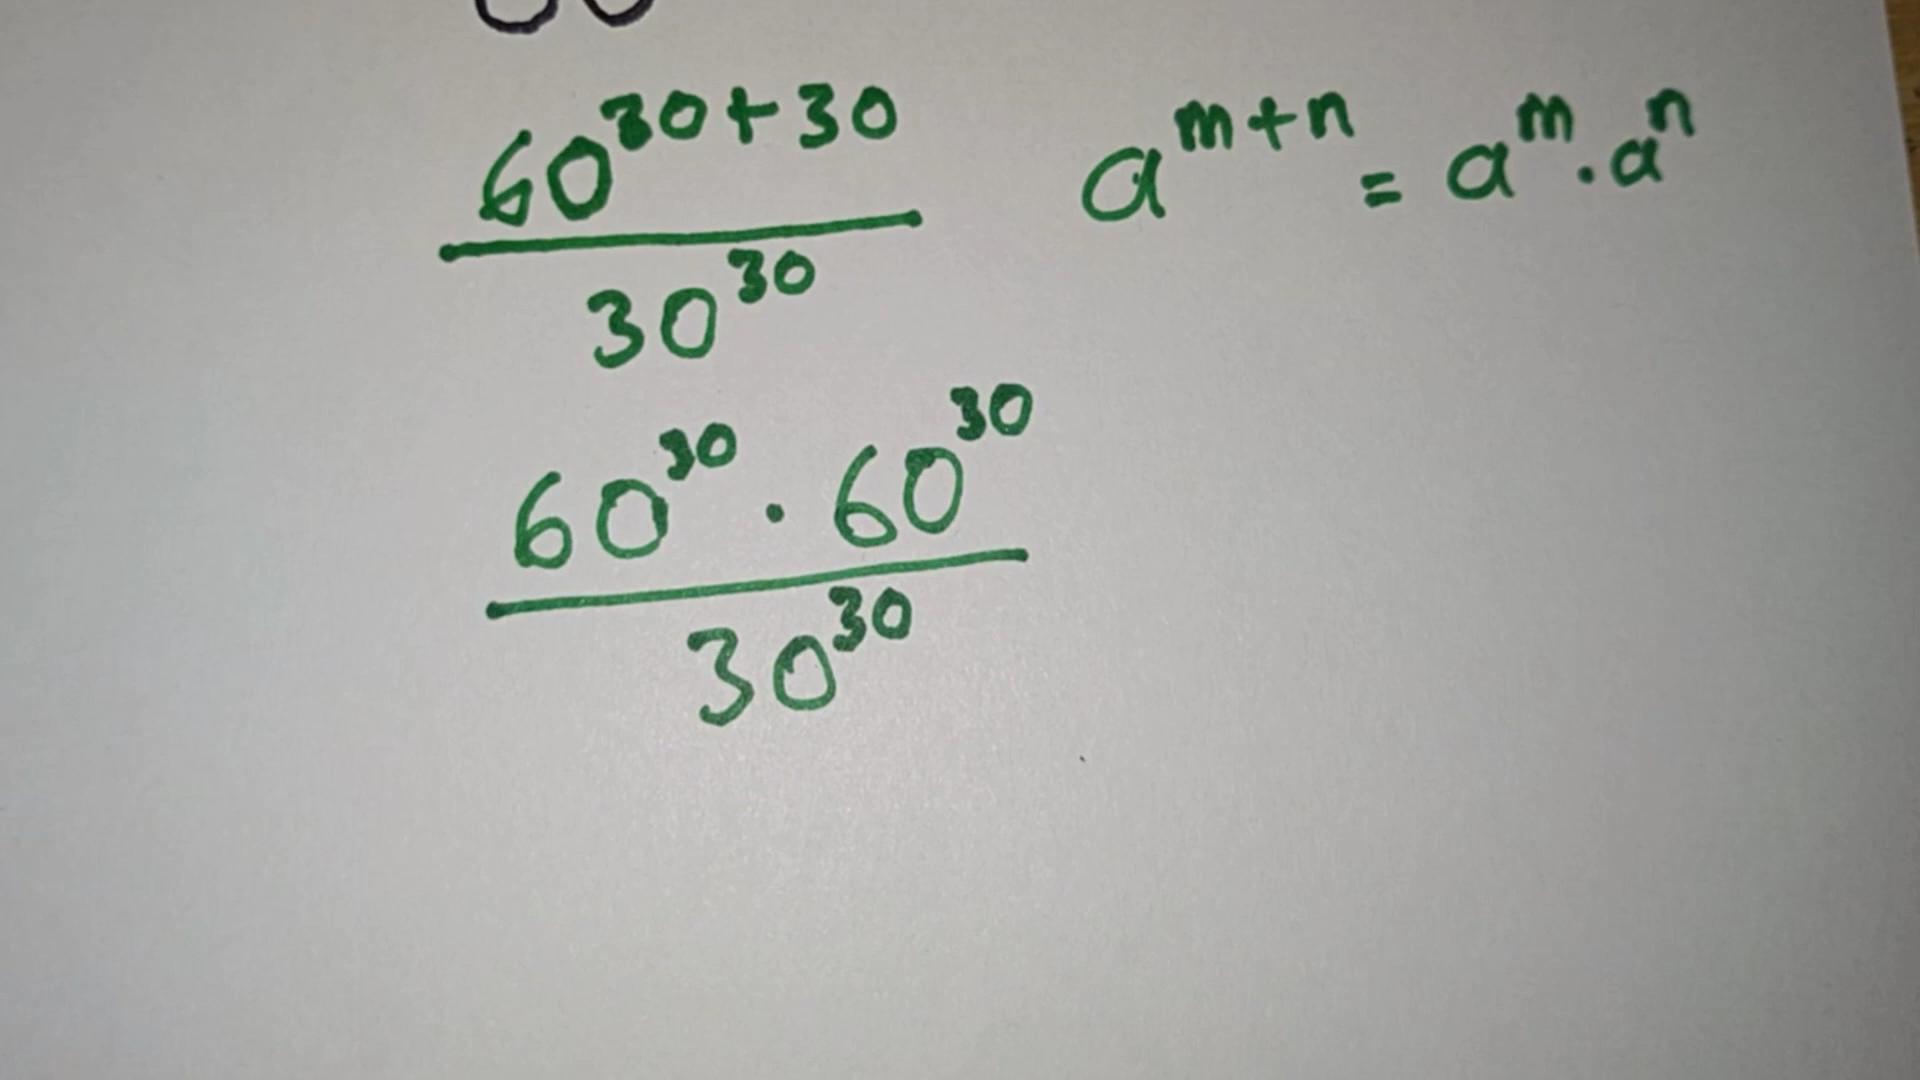 60^{30+30} a^{m+n} = a^m . a^n
30^{30}
60^{30} . 60^{30}
30^{30}